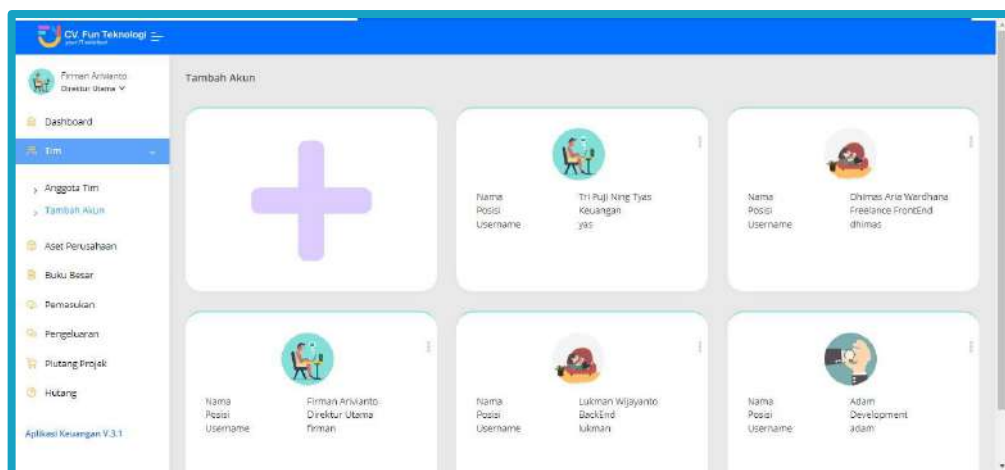 CV. Fun Teknologi
your IT solution
Firman Arivianto
Direktur Utama
Dashboard
Tim
Anggota Tim
Tambah Akun
Aset Perusahaan
Buku Besar
Pemasukan
Pengeluaran
Piutang Projek
Hutang
Aplikasi Keuangan V.3.1
Tambah Akun
Nama Tri Puji Ning Tyas
Posisi Keuangan
Username yas
Nama Dhimas Aria Wardhana
Posisi Freelance FrontEnd
Username dhimas
Nama Firman Arivianto
Posisi Direktur Utama
Username firman
Nama Lukman Wijayanto
Posisi BackEnd
Username lukman
Nama Adam
Posisi Development
Username adam